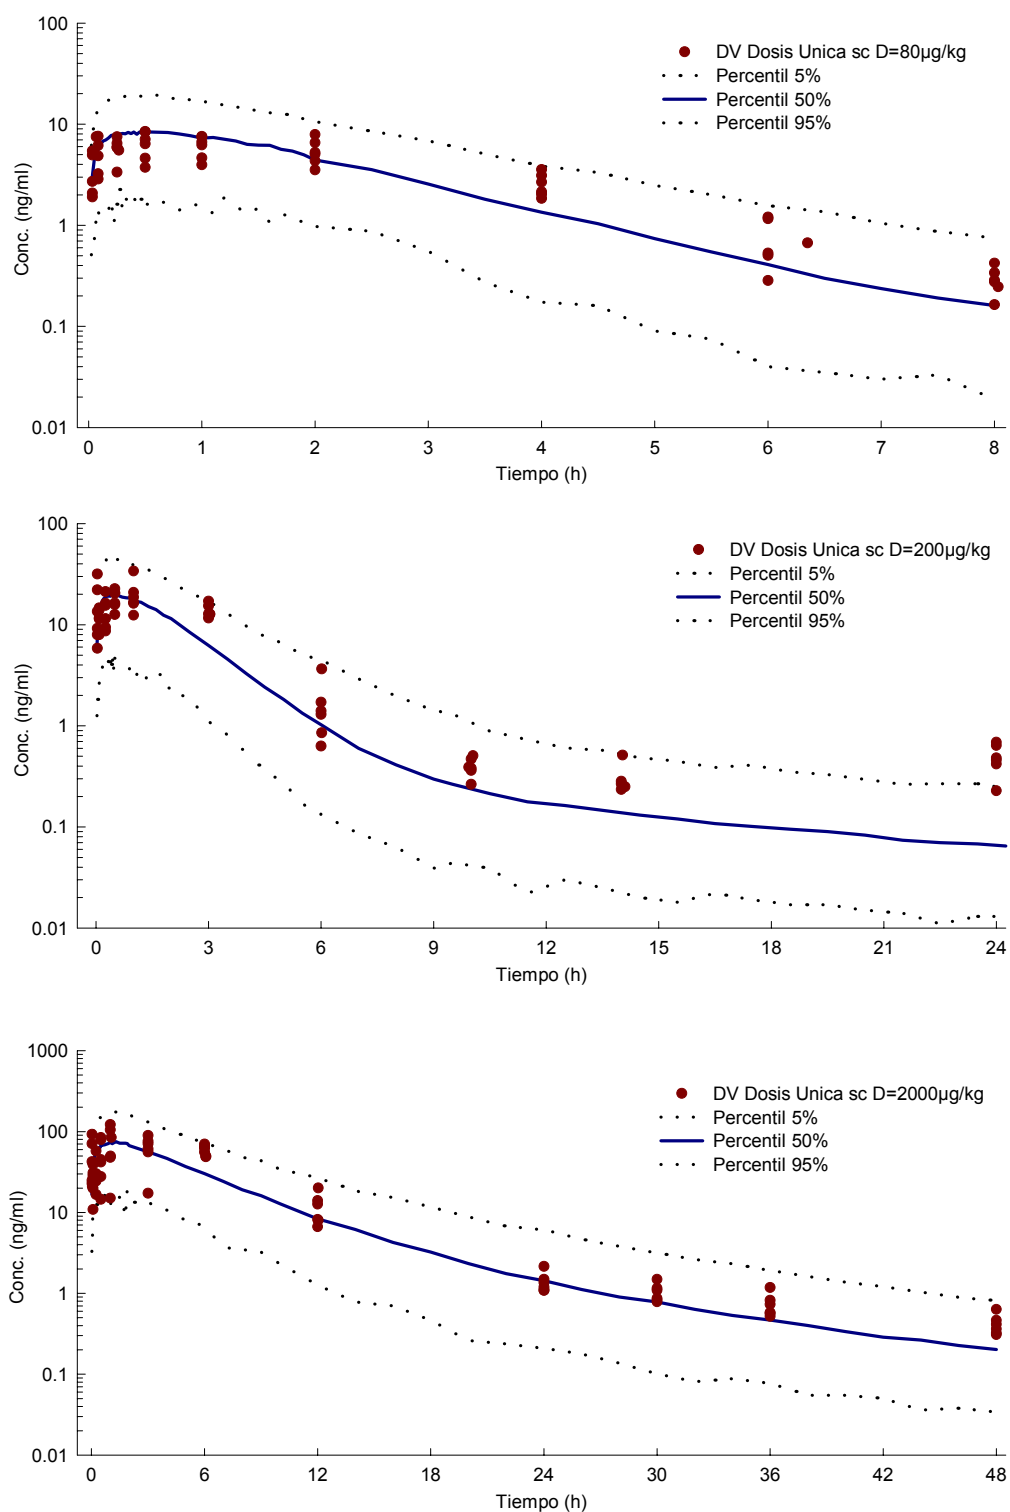 100
10
1
0.1
0.01
Conc. (ng/ml)
DV Dosis Unica sc D=80µg/kg
Percentil 5%
Percentil 50%
Percentil 95%
0 1 2 3 4 5 6 7 8
Tiempo (h)
100
10
1
0.1
0.01
Conc. (ng/ml)
DV Dosis Unica sc D=200µg/kg
Percentil 5%
Percentil 50%
Percentil 95%
0 3 6 9 12 15 18 21 24
Tiempo (h)
1000
100
10
1
0.1
0.01
Conc. (ng/ml)
DV Dosis Unica sc D=2000µg/kg
Percentil 5%
Percentil 50%
Percentil 95%
0 6 12 18 24 30 36 42 48
Tiempo (h)